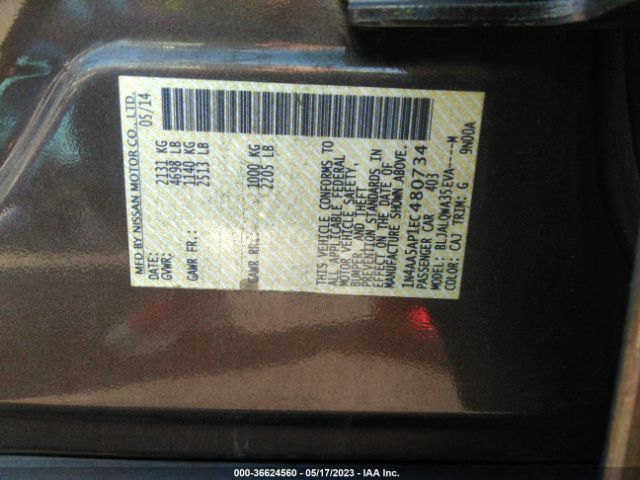 MFD BY NISSAN MOTOR CO., LTD.
DATE: 05/14
GVWR: 2131 KG
4698 LB
GAWR FR.: 1140 KG
2513 LB
GAWR RR.: 1000 KG
2205 LB
THIS VEHICLE CONFORMS TO
ALL APPLICABLE FEDERAL
MOTOR VEHICLE SAFETY,
BUMPER, AND THEFT
PREVENTION STANDARDS IN
EFFECT ON THE DATE OF
MANUFACTURE SHOWN ABOVE.
1N4AA5AP1EC480734
PASSENGER CAR 403
MODEL: BLJALOWA35EVA-----M
COLOR: CAJ TRIM: G 9N00A
000-36624560 - 05/17/2023 - IAA Inc.